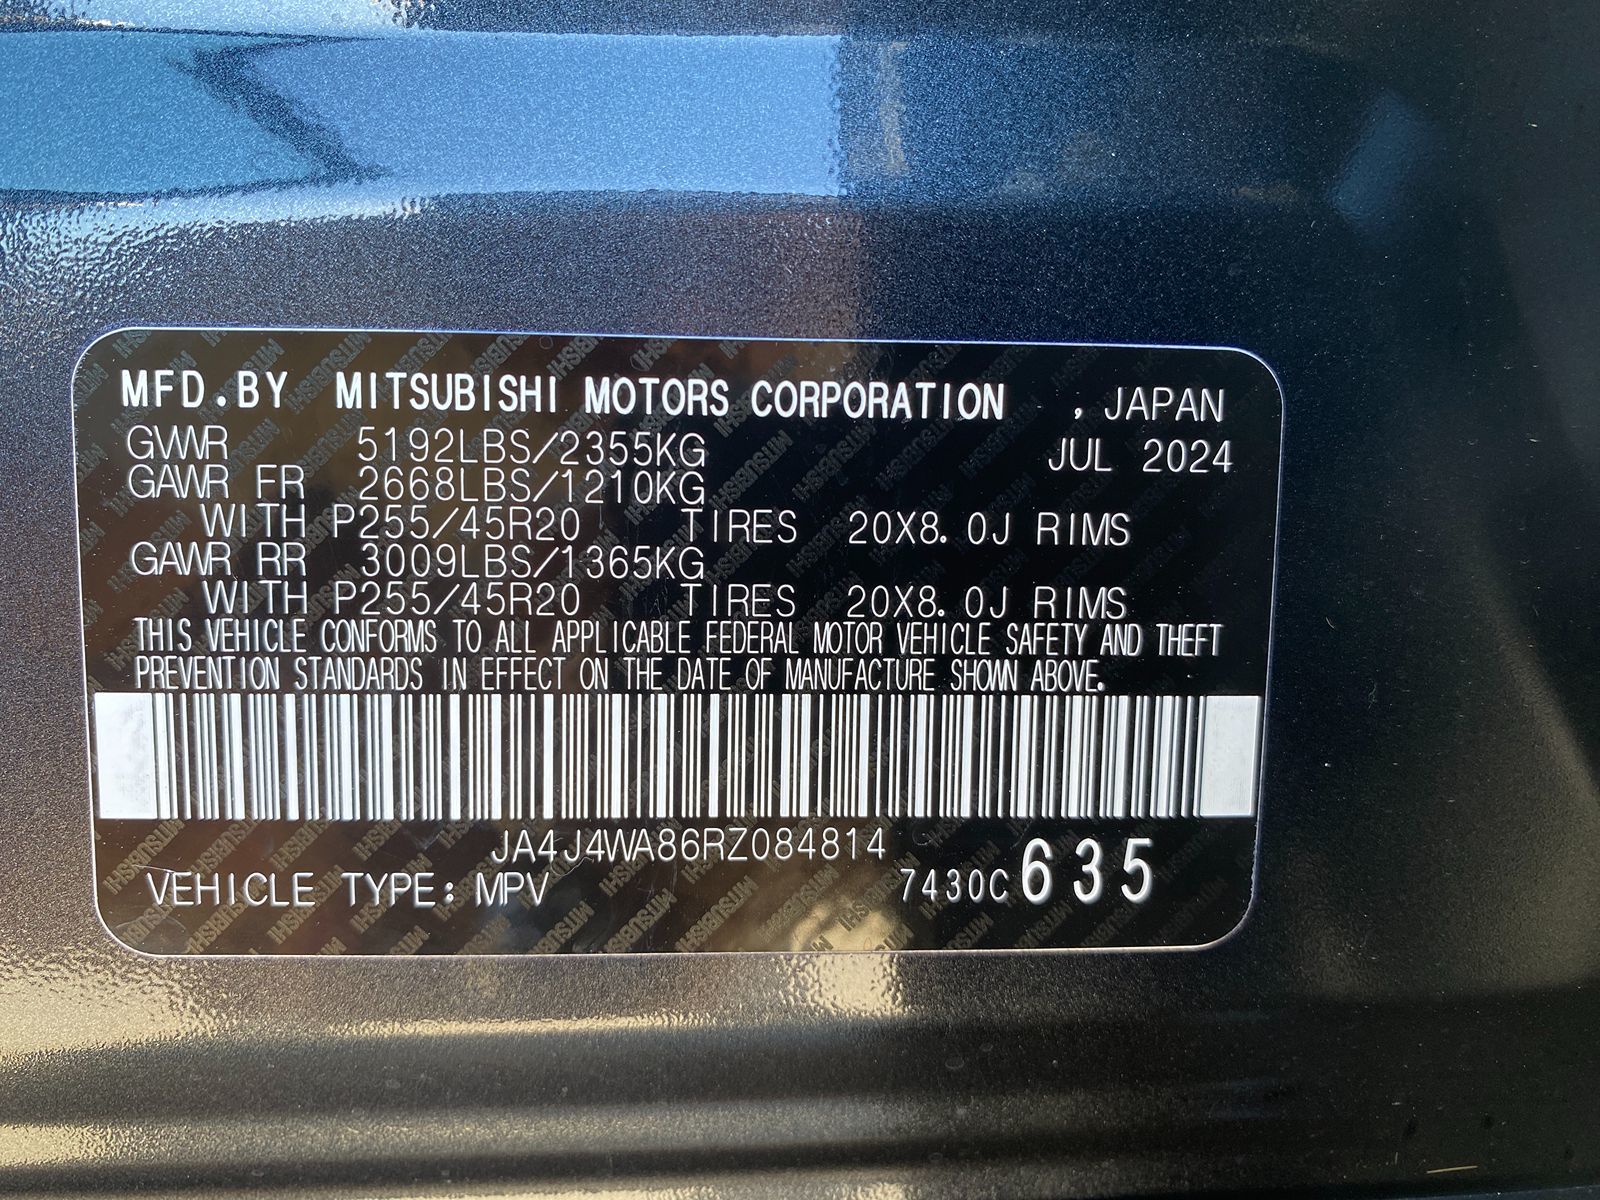 MFD.BY MITSUBISHI MOTORS CORPORATION , JAPAN
GVWR 5192LBS/2355KG JUL 2024
GAWR FR 2668LBS/1210KG
WITH P255/45R20 TIRES 20X8.0J RIMS
GAWR RR 3009LBS/1365KG
WITH P255/45R20 TIRES 20X8.0J RIMS
THIS VEHICLE CONFORMS TO ALL APPLICABLE FEDERAL MOTOR VEHICLE SAFETY AND THEFT
PREVENTION STANDARDS IN EFFECT ON THE DATE OF MANUFACTURE SHOWN ABOVE.
JA4J4WA86RZ084814
VEHICLE TYPE: MPV 7430C 635